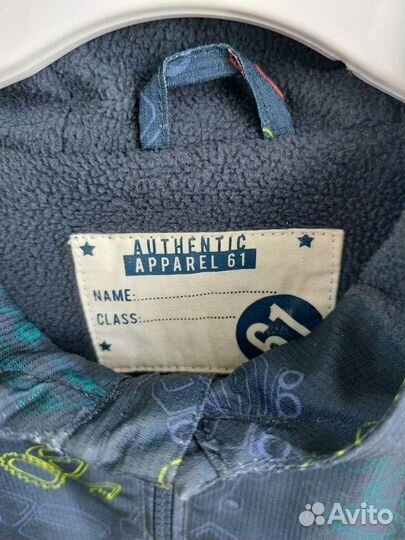 AUTHENTIC
APPAREL 61
NAME:
CLASS:
61
Avito